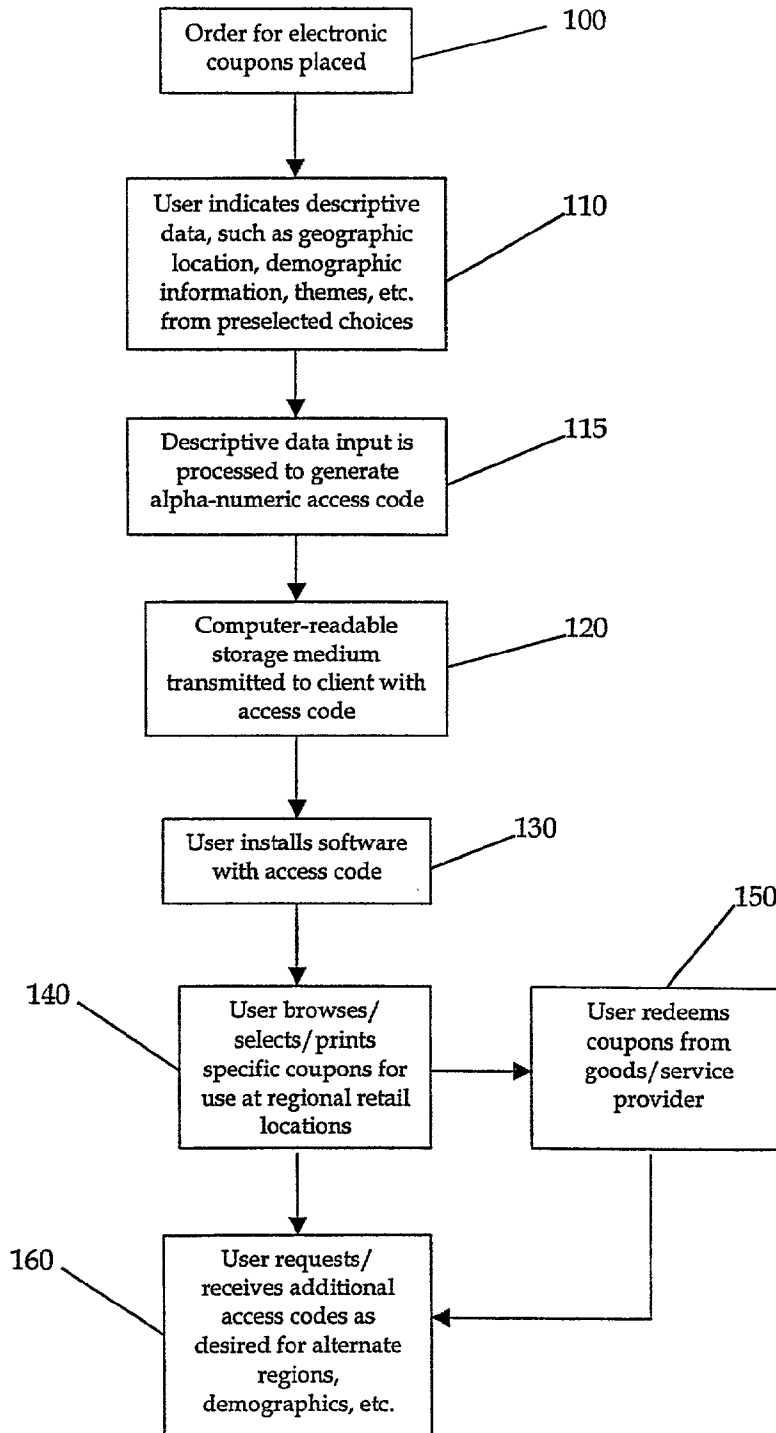 Order for electronic
coupons placed
100
User indicates descriptive
data, such as geographic
location, demographic
information, themes, etc.
from preselected choices
110
Descriptive data input is
processed to generate
alpha-numeric access code
115
Computer-readable
storage medium
transmitted to client with
access code
120
User installs software
with access code
130
140
User browses/
selects/prints
specific coupons for
use at regional retail
locations
150
User redeems
coupons from
goods/service
provider
160
User requests/
receives additional
access codes as
desired for alternate
regions,
demographics, etc.